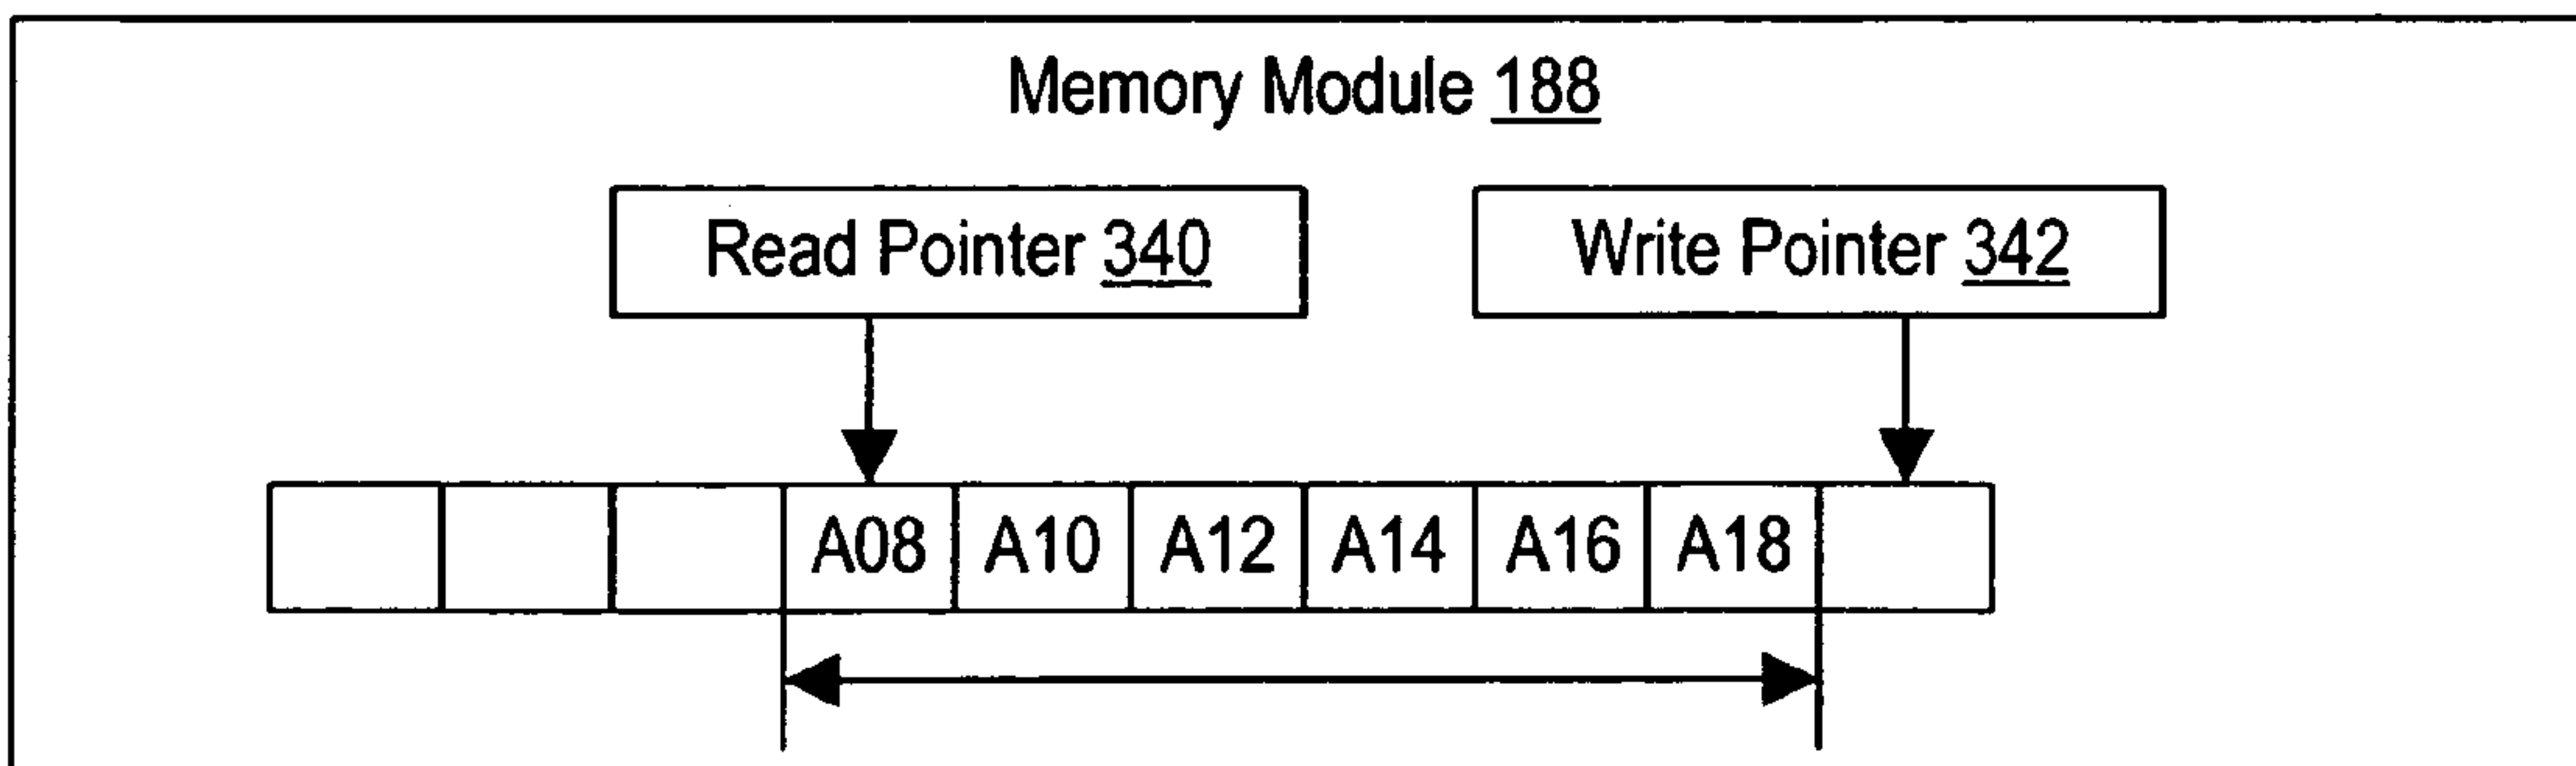 Memory Module 188
Read Pointer 340 Write Pointer 342
A08 A10 A12 A14 A16 A18